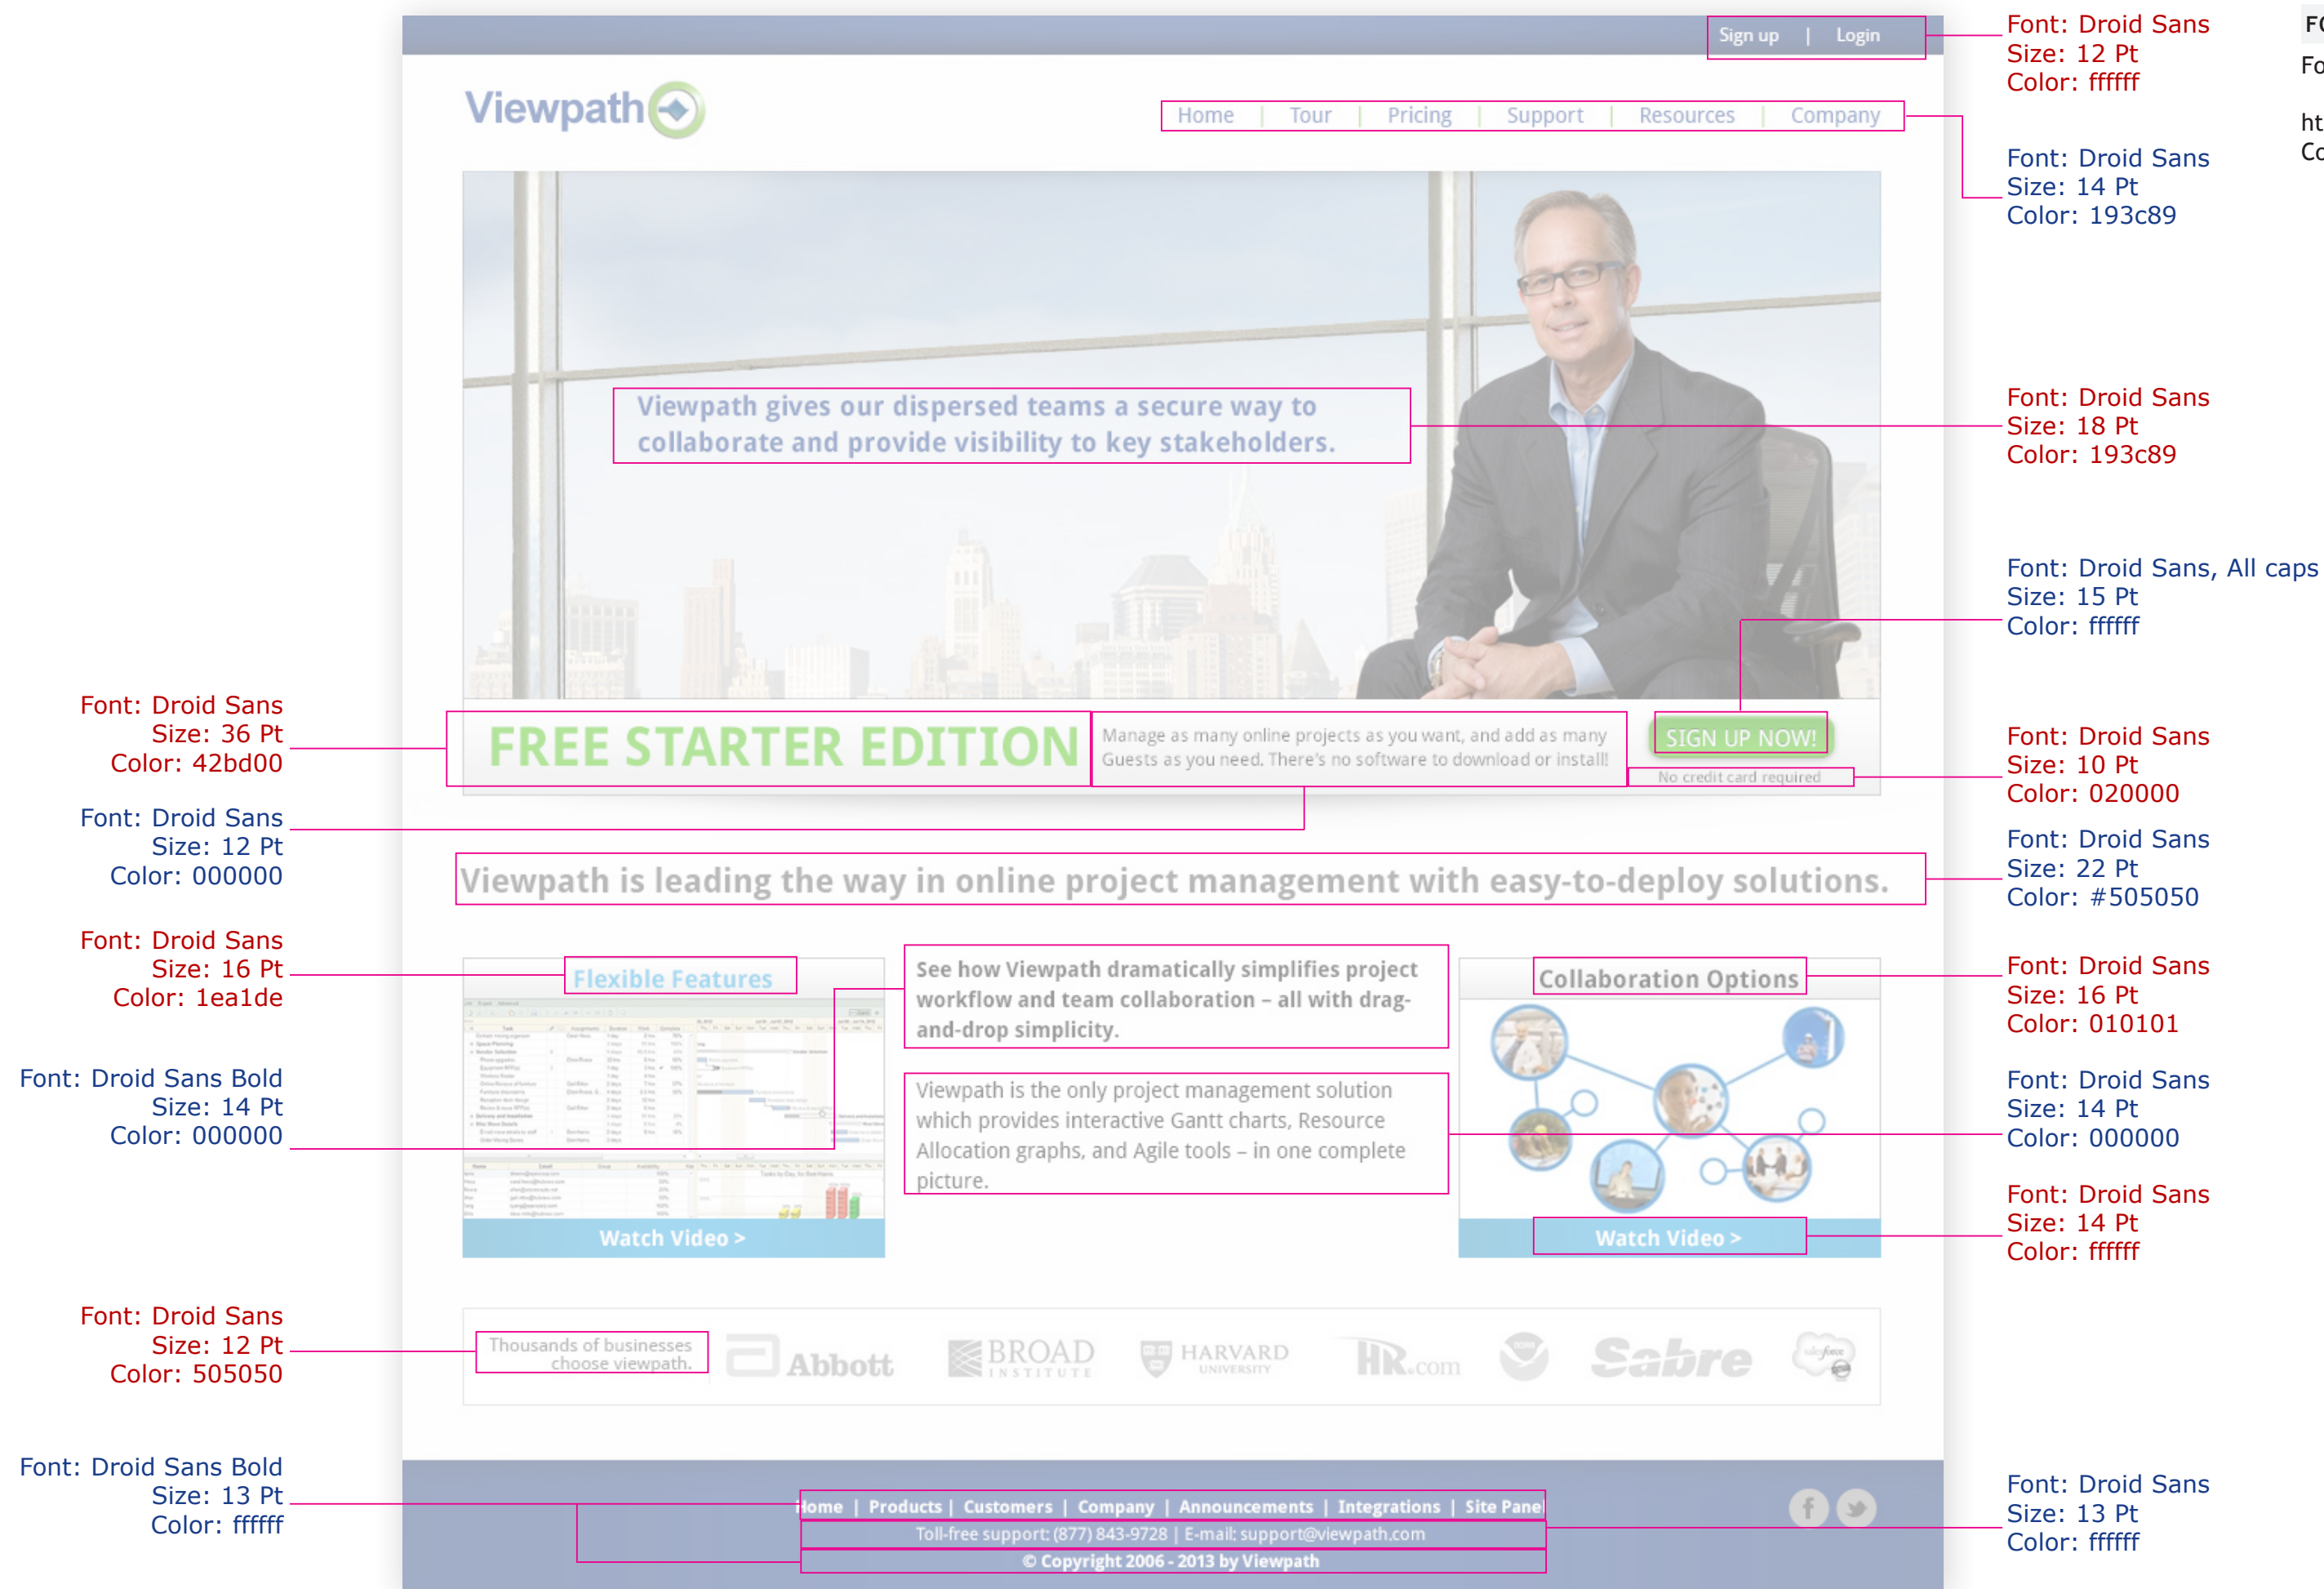 Sign up | Login
Viewpath
Home | Tour | Pricing | Support | Resources | Company
Font: Droid Sans
Size: 12 Pt
Color: ffffff
Font: Droid Sans
Size: 14 Pt
Color: 193c89
Viewpath gives our dispersed teams a secure way to
collaborate and provide visibility to key stakeholders.
Font: Droid Sans
Size: 18 Pt
Color: 193c89
Font: Droid Sans, All caps
Size: 15 Pt
Color: ffffff
Font: Droid Sans
Size: 36 Pt
Color: 42bd00
FREE STARTER EDITION
Manage as many online projects as you want, and add as many
Guests as you need. There's no software to download or install!
SIGN UP NOW!
No credit card required
Font: Droid Sans
Size: 10 Pt
Color: 020000
Font: Droid Sans
Size: 12 Pt
Color: 000000
Viewpath is leading the way in online project management with easy-to-deploy solutions.
Font: Droid Sans
Size: 22 Pt
Color: #505050
Font: Droid Sans
Size: 16 Pt
Color: 1ea1de
Flexible Features
See how Viewpath dramatically simplifies project
workflow and team collaboration – all with drag-
and-drop simplicity.
Collaboration Options
Font: Droid Sans
Size: 16 Pt
Color: 010101
Font: Droid Sans Bold
Size: 14 Pt
Color: 000000
Viewpath is the only project management solution
which provides interactive Gantt charts, Resource
Allocation graphs, and Agile tools – in one complete
picture.
Font: Droid Sans
Size: 14 Pt
Color: 000000
Watch Video >
Watch Video >
Font: Droid Sans
Size: 14 Pt
Color: ffffff
Font: Droid Sans
Size: 12 Pt
Color: 505050
Thousands of businesses
choose viewpath.
Abbott
BROAD
INSTITUTE
HARVARD
UNIVERSITY
HR.com
Sabre
salesforce
Font: Droid Sans Bold
Size: 13 Pt
Color: ffffff
Home | Products | Customers | Company | Announcements | Integrations | Site Panel
Toll-free support: (877) 843-9728 | E-mail: support@viewpath.com
© Copyright 2006 - 2013 by Viewpath
Font: Droid Sans
Size: 13 Pt
Color: ffffff